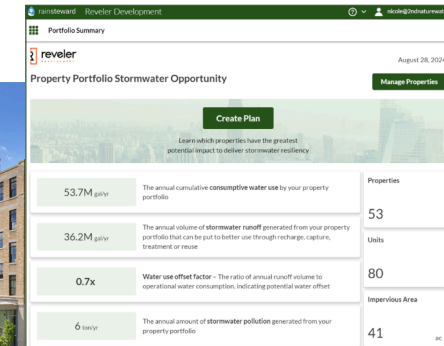 rainsteward Reveler Development
nicole@2ndnaturewat
Portfolio Summary
reveler
August 28, 2024
Property Portfolio Stormwater Opportunity
Manage Properties
Create Plan
Learn which properties have the greatest
potential impact to deliver stormwater resiliency
53.7M gal/yr
The annual cumulative consumptive water use by your property
portfolio
36.2M gal/yr
The annual volume of stormwater runoff generated from your property
portfolio that can be put to better use through recharge, capture,
treatment or reuse
0.7x
Water use offset factor – The ratio of annual runoff volume to
operational water consumption, indicating potential water offset
6 ton/yr
The annual amount of stormwater pollution generated from your
property portfolio
Properties
53
Units
80
Impervious Area
41 ac